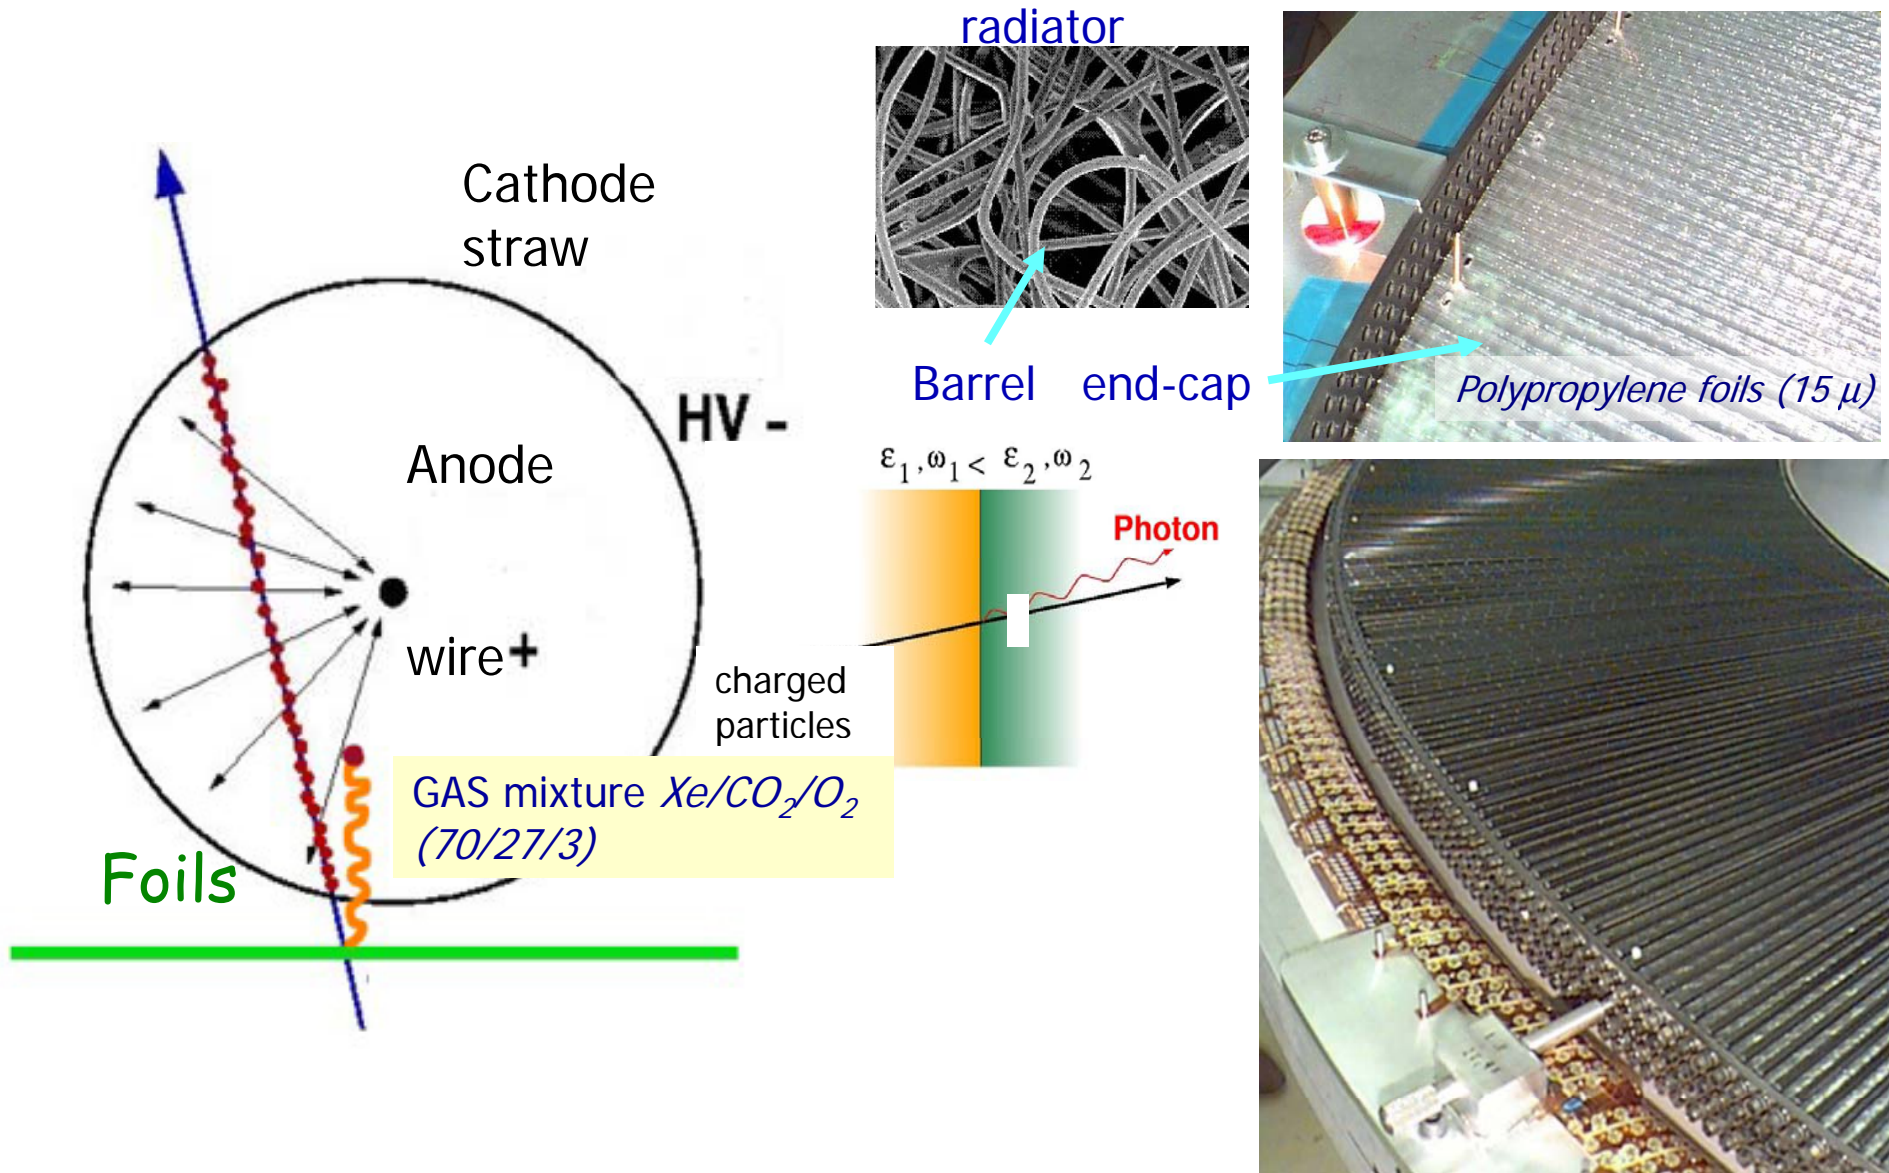 radiator
Cathode
straw
HV -
Barrel end-cap
Polypropylene foils (15 μ)
Anode
ε₁,ω₁ < ε₂,ω₂
Photon
wire+
charged
particles
GAS mixture Xe/CO₂/O₂
(70/27/3)
Foils